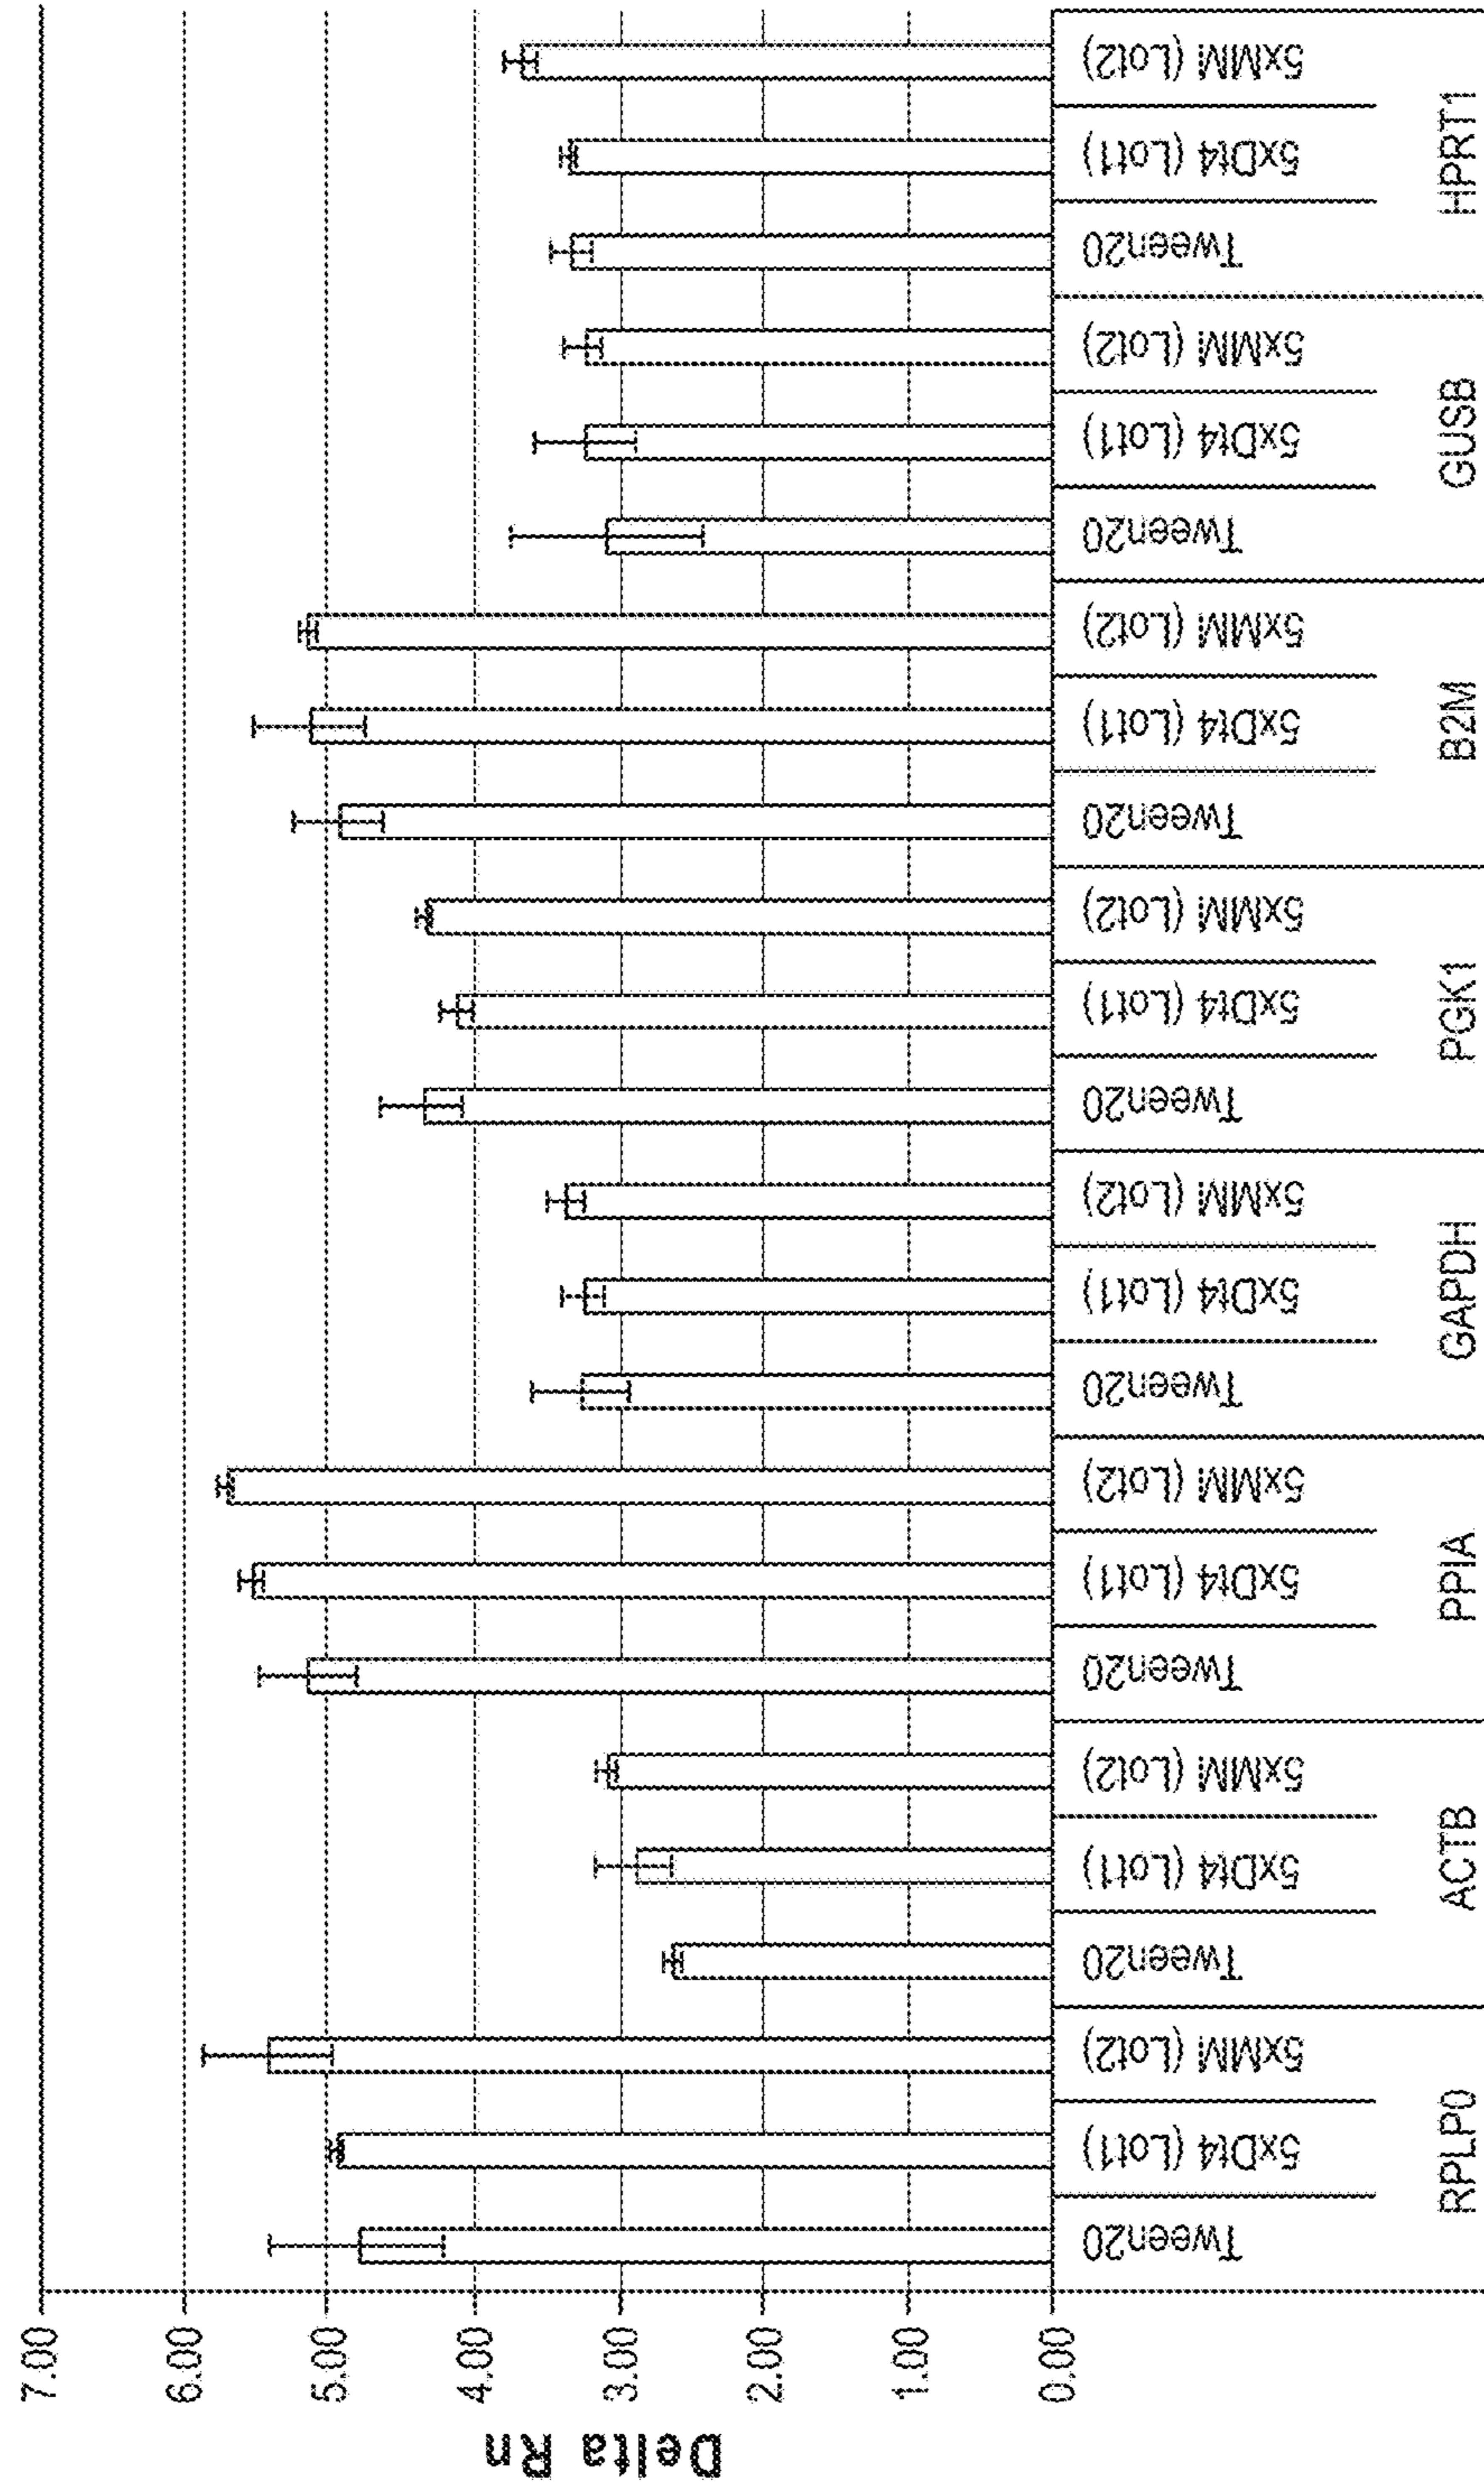 Delta Rn
7.00
6.00
5.00
4.00
3.00
2.00
1.00
0.00
Tween20
5xDt4 (Lot1)
5xMM (Lot2)
RPLP0
Tween20
5xDt4 (Lot1)
5xMM (Lot2)
ACTB
Tween20
5xDt4 (Lot1)
5xMM (Lot2)
PPIA
Tween20
5xDt4 (Lot1)
5xMM (Lot2)
GAPDH
Tween20
5xDt4 (Lot1)
5xMM (Lot2)
PGK1
Tween20
5xDt4 (Lot1)
5xMM (Lot2)
B2M
Tween20
5xDt4 (Lot1)
5xMM (Lot2)
GUSB
Tween20
5xDt4 (Lot1)
5xMM (Lot2)
HPRT1